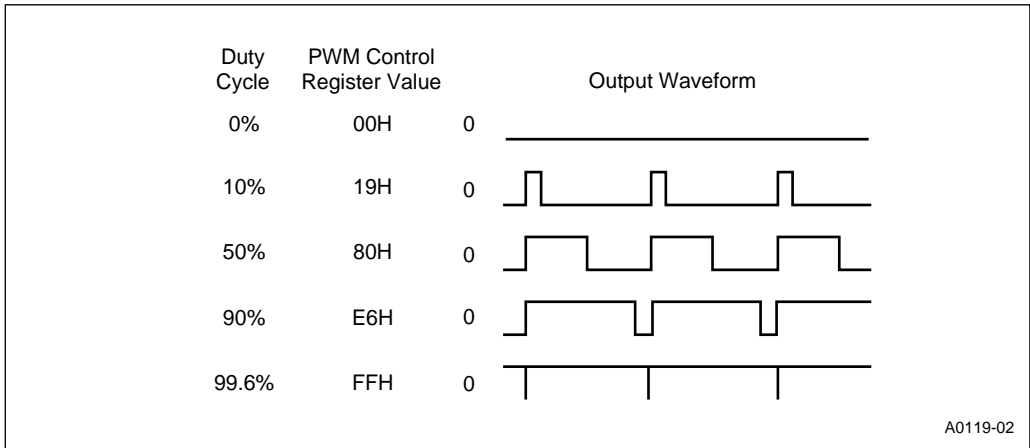 Duty Cycle
PWM Control Register Value
Output Waveform
0% 00H 0
10% 19H 0
50% 80H 0
90% E6H 0
99.6% FFH 0
A0119-02